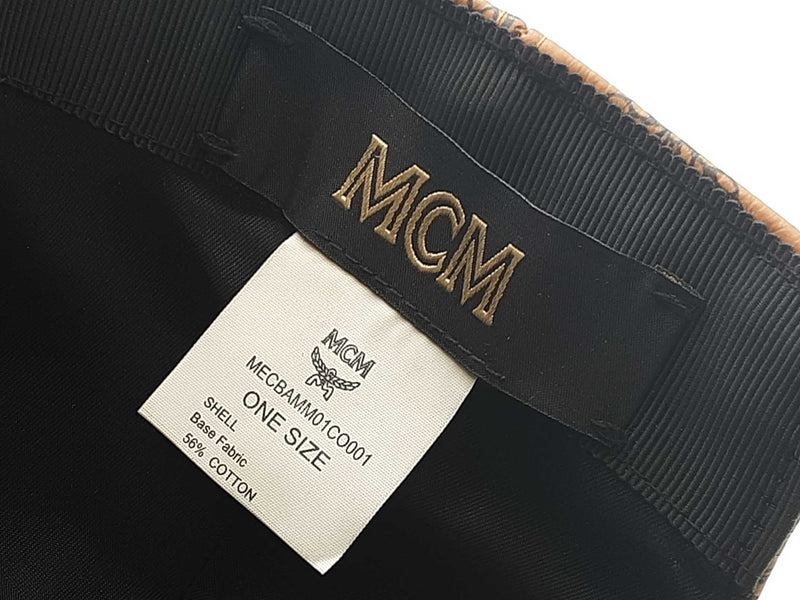 MCM
MCM
MECBAMM01CO001
ONE SIZE
SHELL
Base Fabric
56% COTTON